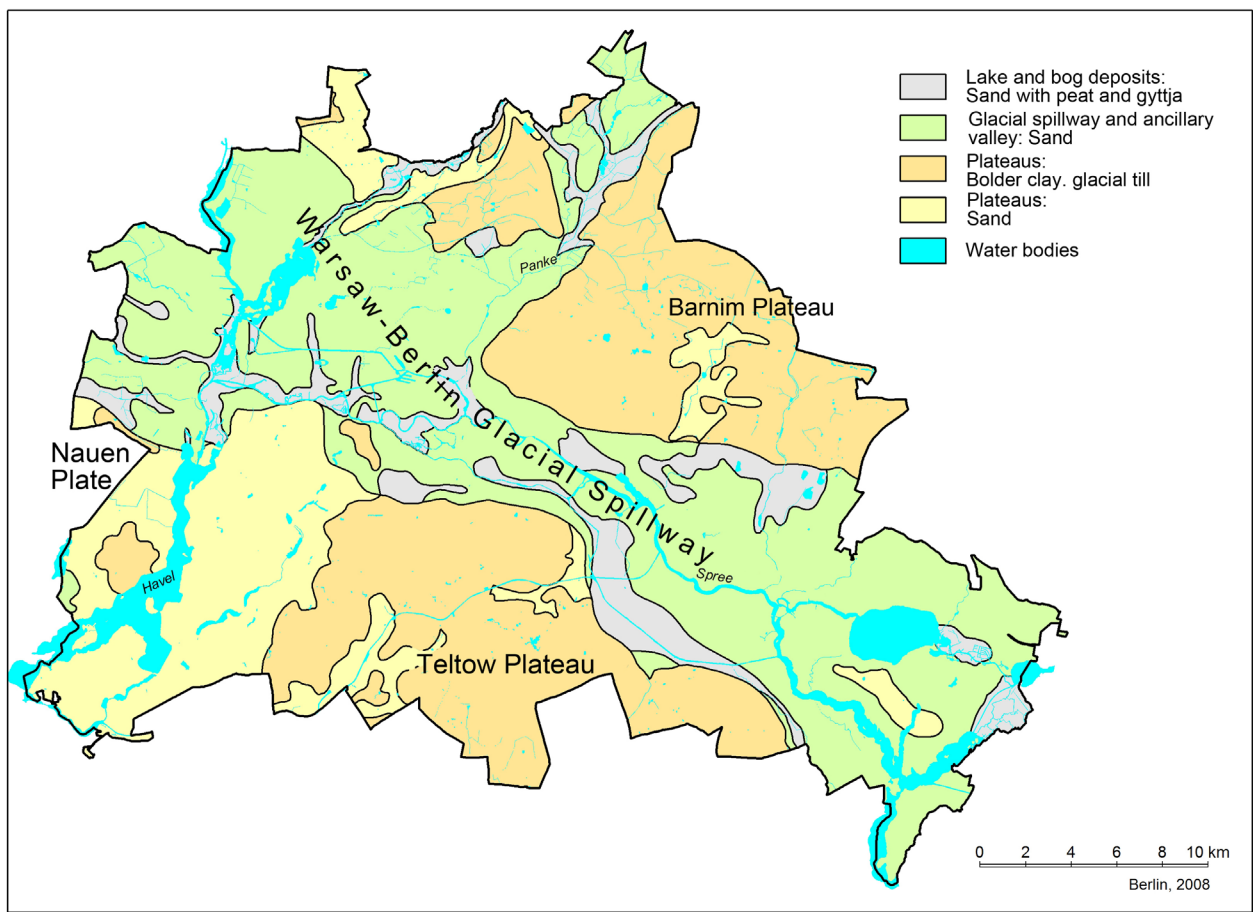 Lake and bog deposits:
Sand with peat and gyttja
Glacial spillway and ancillary
valley: Sand
Plateaus:
Bolder clay. glacial till
Plateaus:
Sand
Water bodies
Warsaw-Berlin Glacial Spillway
Panke
Barnim Plateau
Nauen
Plate
Havel
Spree
Teltow Plateau
0 2 4 6 8 10 km
Berlin, 2008